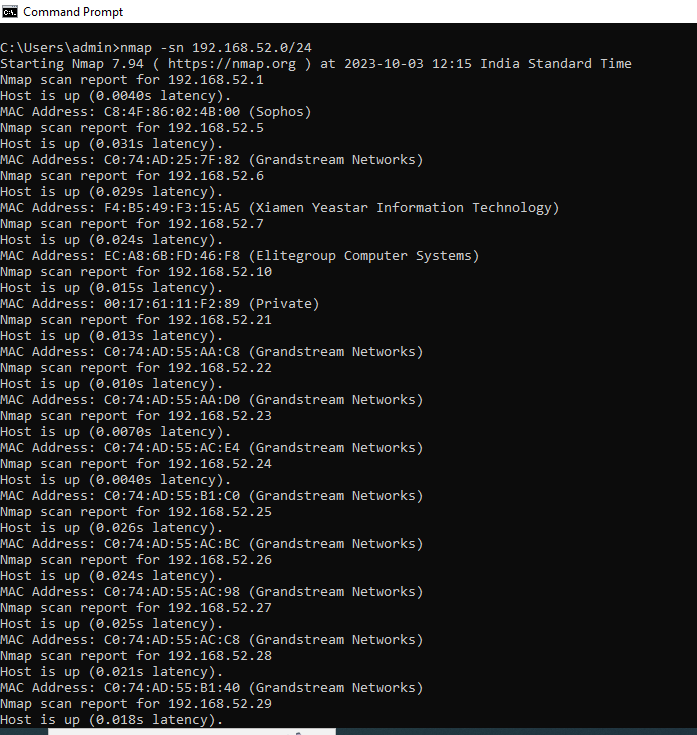 Command Prompt
C:\Users\admin>nmap -sn 192.168.52.0/24
Starting Nmap 7.94 ( https://nmap.org ) at 2023-10-03 12:15 India Standard Time
Nmap scan report for 192.168.52.1
Host is up (0.0040s latency).
MAC Address: C8:4F:86:02:4B:00 (Sophos)
Nmap scan report for 192.168.52.5
Host is up (0.031s latency).
MAC Address: C0:74:AD:25:7F:82 (Grandstream Networks)
Nmap scan report for 192.168.52.6
Host is up (0.029s latency).
MAC Address: F4:B5:49:F3:15:A5 (Xiamen Yeastar Information Technology)
Nmap scan report for 192.168.52.7
Host is up (0.024s latency).
MAC Address: EC:A8:6B:FD:46:F8 (Elitegroup Computer Systems)
Nmap scan report for 192.168.52.10
Host is up (0.015s latency).
MAC Address: 00:17:61:11:F2:89 (Private)
Nmap scan report for 192.168.52.21
Host is up (0.013s latency).
MAC Address: C0:74:AD:55:AA:C8 (Grandstream Networks)
Nmap scan report for 192.168.52.22
Host is up (0.010s latency).
MAC Address: C0:74:AD:55:AA:D0 (Grandstream Networks)
Nmap scan report for 192.168.52.23
Host is up (0.0070s latency).
MAC Address: C0:74:AD:55:AC:E4 (Grandstream Networks)
Nmap scan report for 192.168.52.24
Host is up (0.0040s latency).
MAC Address: C0:74:AD:55:B1:C0 (Grandstream Networks)
Nmap scan report for 192.168.52.25
Host is up (0.026s latency).
MAC Address: C0:74:AD:55:AC:BC (Grandstream Networks)
Nmap scan report for 192.168.52.26
Host is up (0.024s latency).
MAC Address: C0:74:AD:55:AC:98 (Grandstream Networks)
Nmap scan report for 192.168.52.27
Host is up (0.025s latency).
MAC Address: C0:74:AD:55:AC:C8 (Grandstream Networks)
Nmap scan report for 192.168.52.28
Host is up (0.021s latency).
MAC Address: C0:74:AD:55:B1:40 (Grandstream Networks)
Nmap scan report for 192.168.52.29
Host is up (0.018s latency).